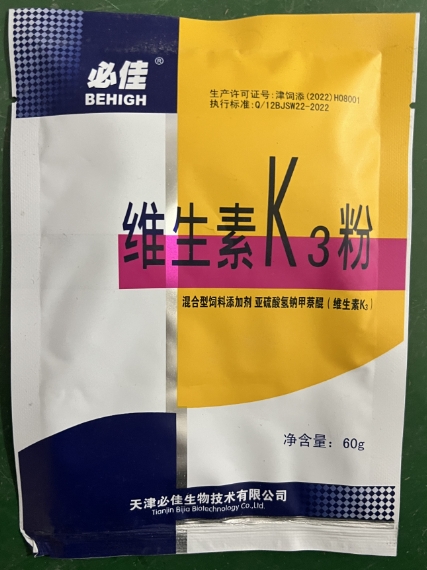 必佳®
BEHIGH
生产许可证号:津饲添(2022)H08001
执行标准:Q/12BJSW22-2022
维生素K3粉
混合型饲料添加剂 亚硫酸氢钠甲萘醌(维生素K₃)
净含量: 60g
天津必佳生物技术有限公司
Tianjin Bijia Biotechnology Co.,Ltd.